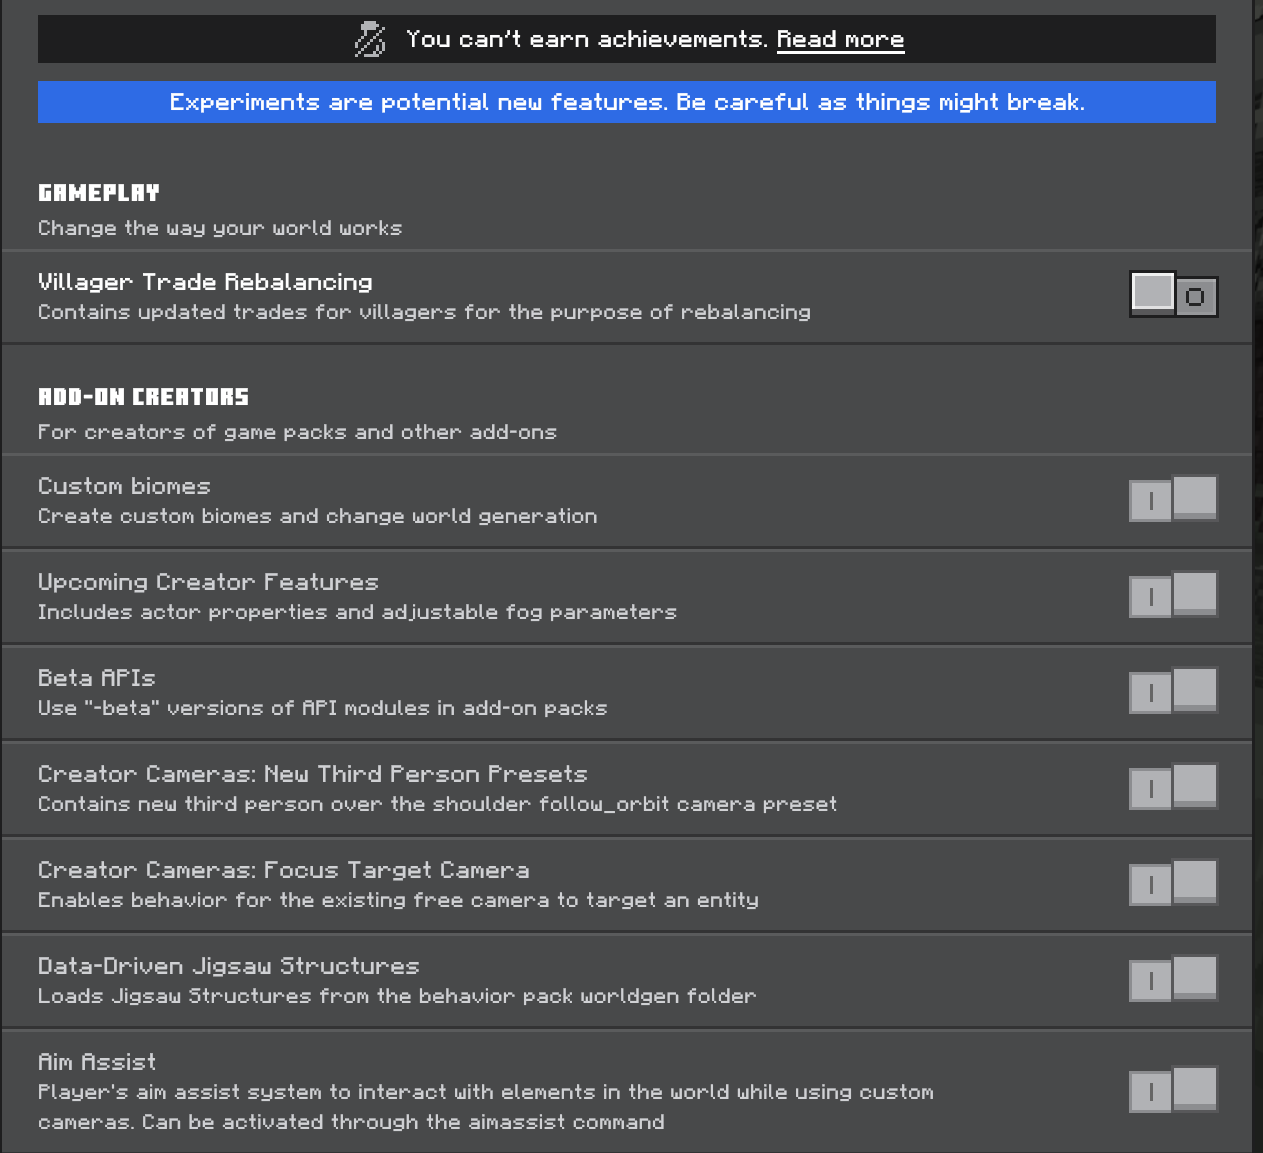 You can't earn achievements. Read more
Experiments are potential new features. Be careful as things might break.
GAMEPLAY
Change the way your world works
Villager Trade Rebalancing
Contains updated trades for villagers for the purpose of rebalancing
ADD-ON CREATORS
For creators of game packs and other add-ons
Custom biomes
Create custom biomes and change world generation
Upcoming Creator Features
Includes actor properties and adjustable fog parameters
Beta APIs
Use "-beta" versions of API modules in add-on packs
Creator Cameras: New Third Person Presets
Contains new third person over the shoulder follow_orbit camera preset
Creator Cameras: Focus Target Camera
Enables behavior for the existing free camera to target an entity
Data-Driven Jigsaw Structures
Loads Jigsaw Structures from the behavior pack worldgen folder
Aim Assist
Player's aim assist system to interact with elements in the world while using custom
cameras. Can be activated through the aimassist command